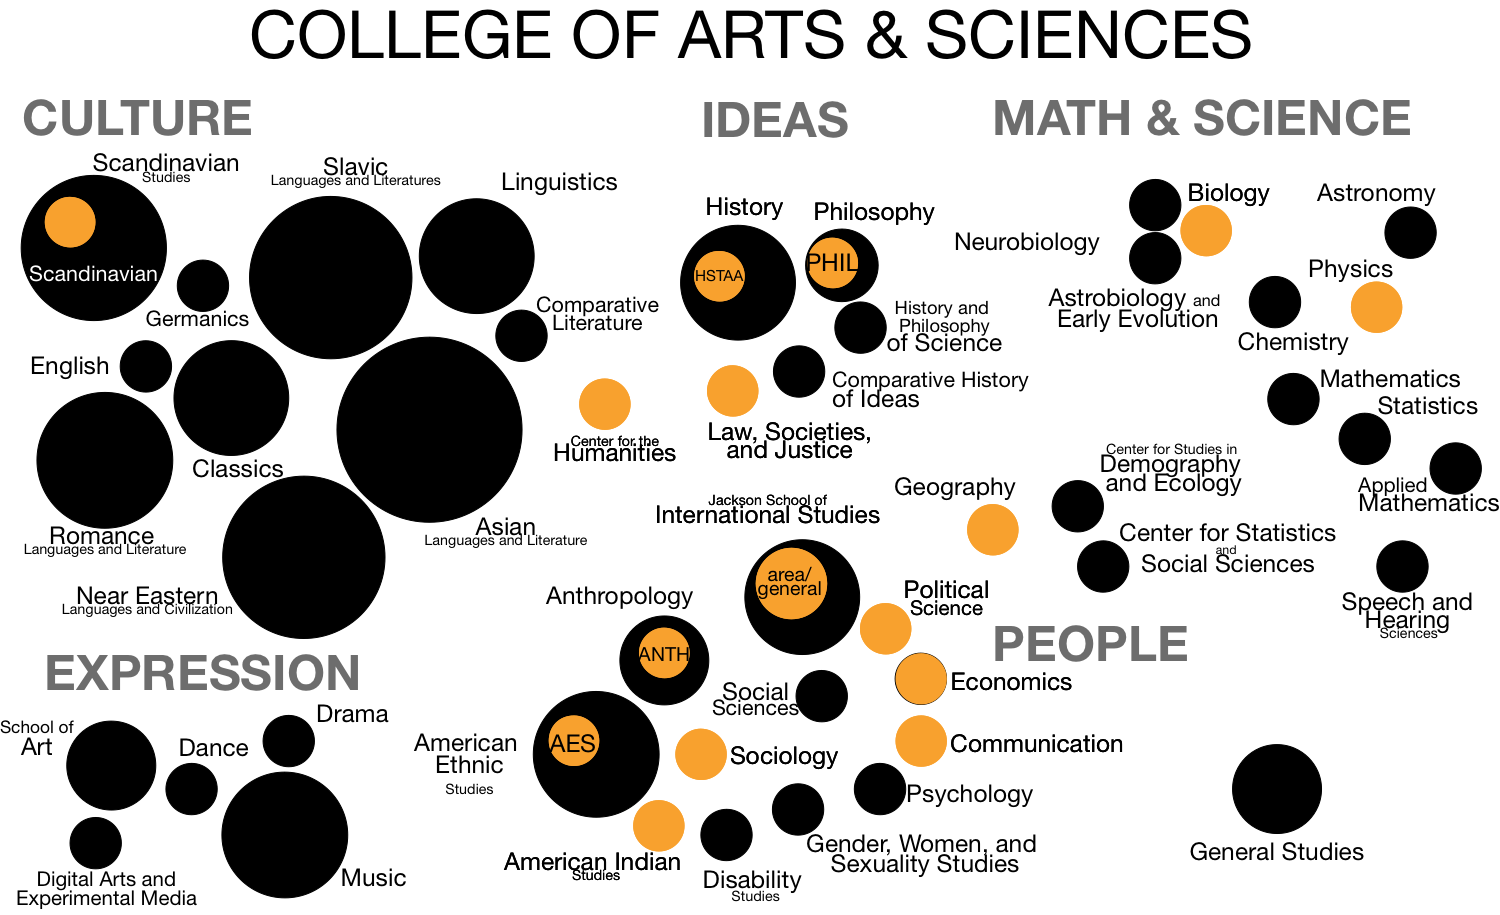 COLLEGE OF ARTS & SCIENCES
CULTURE
Scandinavian
Studies
Scandinavian
Slavic
Languages and Literatures
Linguistics
Germanics
Comparative
Literature
English
Classics
Romance
Languages and Literature
Asian
Languages and Literature
Near Eastern
Languages and Civilization
Center for the
Humanities
IDEAS
History
HSTAA
Philosophy
PHIL
History and
Philosophy
of Science
Comparative History
of Ideas
Law, Societies,
and Justice
MATH & SCIENCE
Biology
Neurobiology
Astrobiology and
Early Evolution
Astronomy
Physics
Chemistry
Mathematics
Statistics
Applied
Mathematics
Center for Studies in
Demography
and Ecology
Center for Statistics
and
Social Sciences
Speech and
Hearing
Sciences
Geography
Jackson School of
International Studies
area/
general
Anthropology
ANTH
Political
Science
PEOPLE
Economics
Social
Sciences
Communication
American
Ethnic
Studies
AES
Sociology
Psychology
American Indian
Studies
Disability
Studies
Gender, Women, and
Sexuality Studies
General Studies
EXPRESSION
School of
Art
Dance
Drama
Digital Arts and
Experimental Media
Music